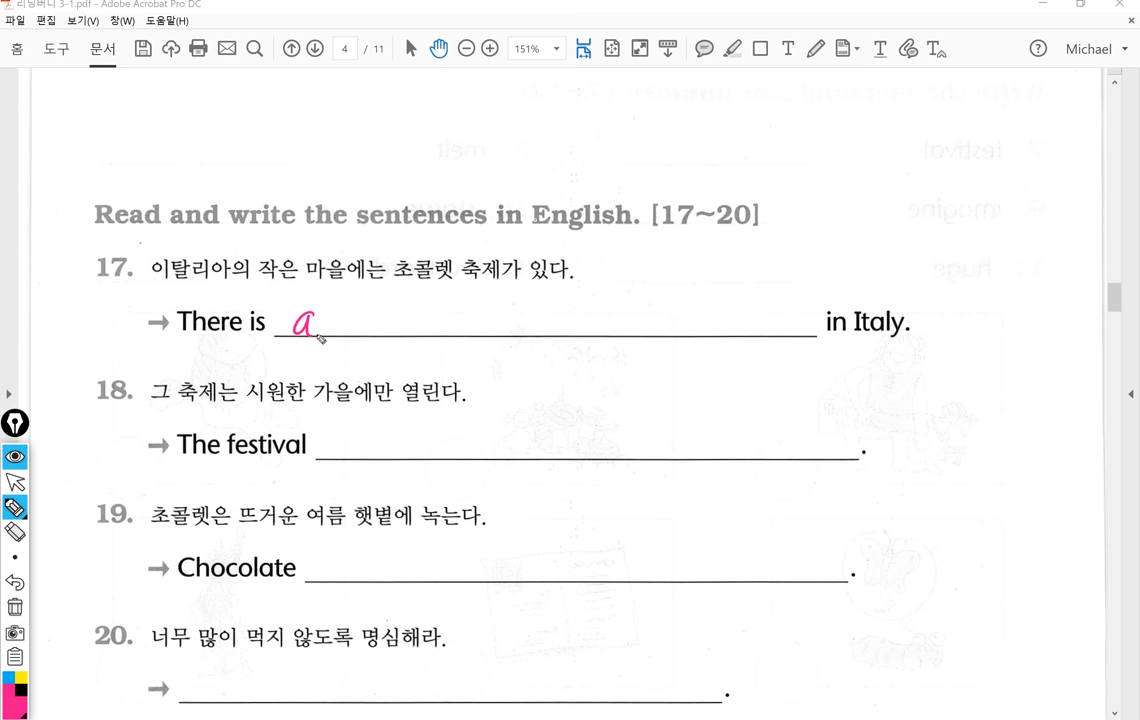 리딩버디 3-1.pdf - Adobe Acrobat Pro DC
파일 편집 보기(V) 창(W) 도움말(H)
홈 도구 문서 4 / 11 151% Michael
Read and write the sentences in English. [17~20]
17. 이탈리아의 작은 마을에는 초콜렛 축제가 있다.
→ There is a in Italy.
18. 그 축제는 시원한 가을에만 열린다.
→ The festival .
19. 초콜렛은 뜨거운 여름 햇볕에 녹는다.
→ Chocolate .
20. 너무 많이 먹지 않도록 명심해라.
→ .